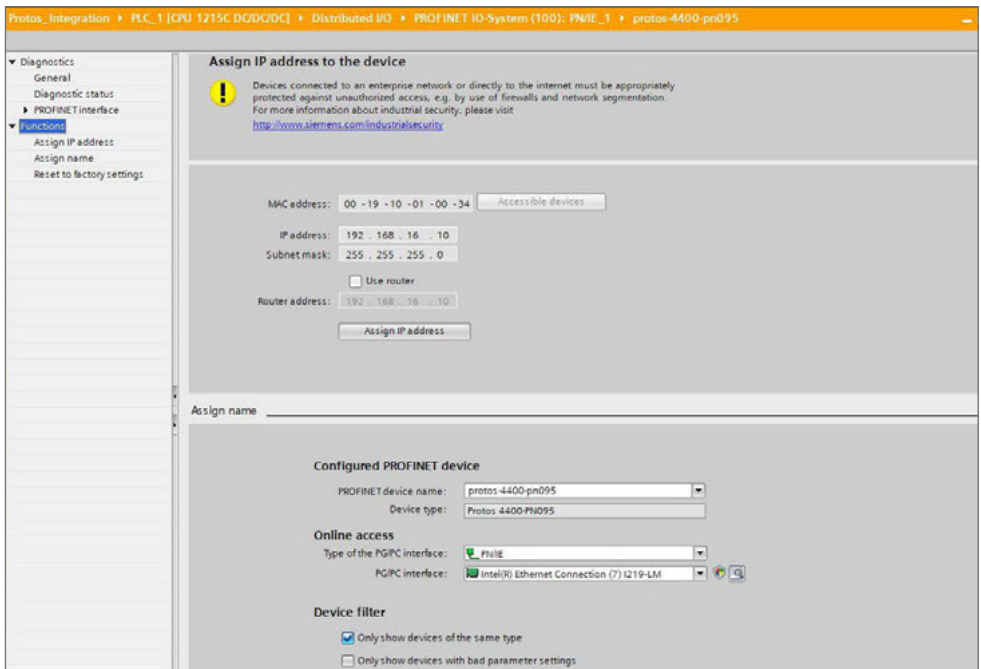 Protos_Integration ▸ PLC_1 [CPU 1215C DC/DC/DC] ▸ Distributed I/O ▸ PROFINET IO-System (100): PN/IE_1 ▸ protos-4400-pn095
Diagnostics
General
Diagnostic status
PROFINET interface
Functions
Assign IP address
Assign name
Reset to factory settings
Assign IP address to the device
Devices connected to an enterprise network or directly to the internet must be appropriately
protected against unauthorized access, e.g. by use of firewalls and network segmentation.
For more information about industrial security, please visit
http://www.siemens.com/industrialsecurity
MAC address: 00 -19 -10 -01 -00 -34 Accessible devices
IP address: 192 . 168 . 16 . 10
Subnet mask: 255 . 255 . 255 . 0
Use router
Router address: 192 . 168 . 16 . 10
Assign IP address
Assign name
Configured PROFINET device
PROFINET device name: protos-4400-pn095
Device type: Protos 4400-PN095
Online access
Type of the PG/PC interface: PN/IE
PG/PC interface: Intel(R) Ethernet Connection (7) I219-LM
Device filter
Only show devices of the same type
Only show devices with bad parameter settings